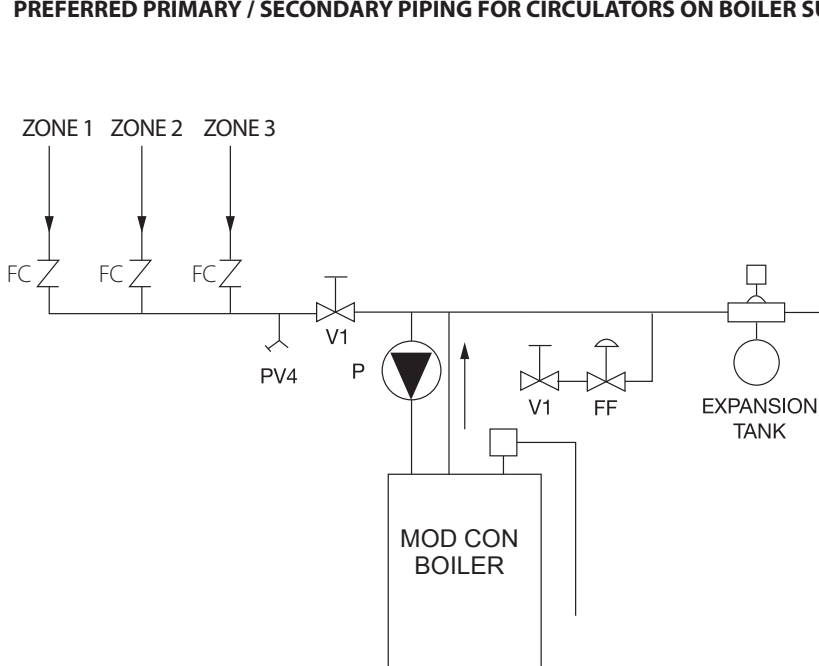 PREFERRED PRIMARY / SECONDARY PIPING FOR CIRCULATORS ON BOILER
ZONE 1 ZONE 2 ZONE 3
FC FC FC
V1
PV4
P
V1 FF
EXPANSION
TANK
MOD CON
BOILER